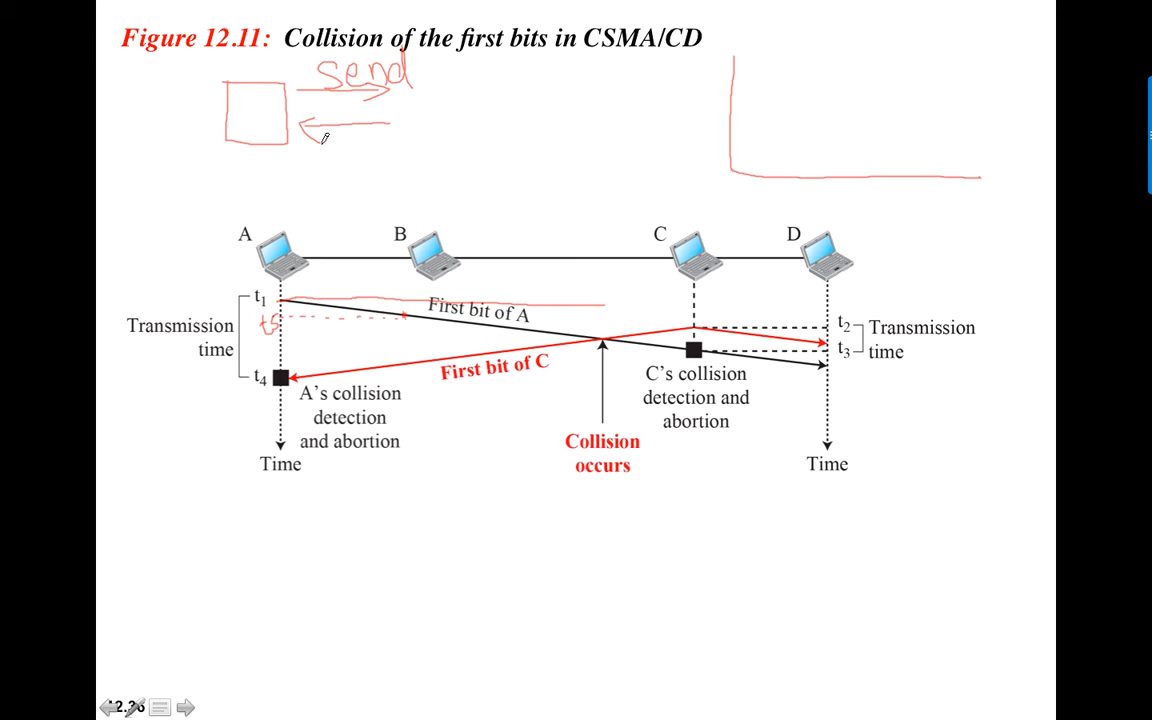 Figure 12.11: Collision of the first bits in CSMA/CD
send
A B C D
t1
First bit of A
t2
Transmission time
t5
Transmission time
t3
First bit of C
t4
A's collision
detection
and abortion
C's collision
detection and
abortion
Collision
occurs
Time
Time